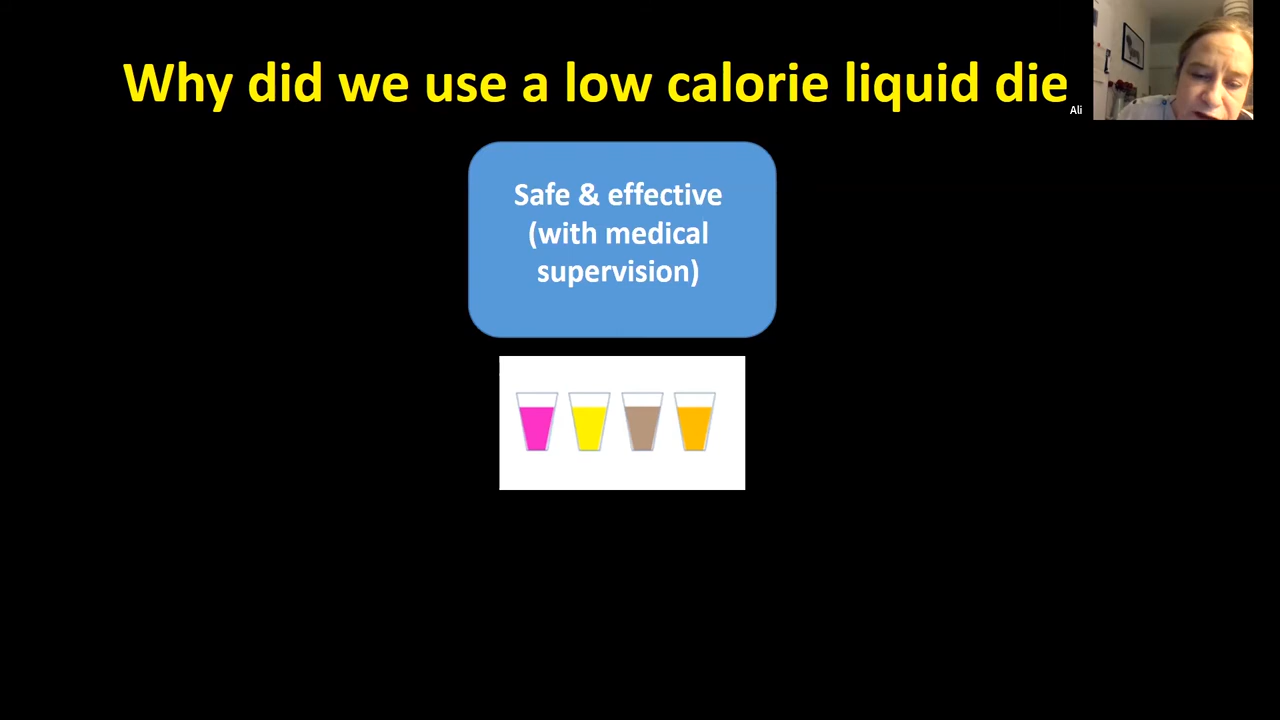 Why did we use a low calorie liquid die
Ali
Safe & effective
(with medical
supervision)